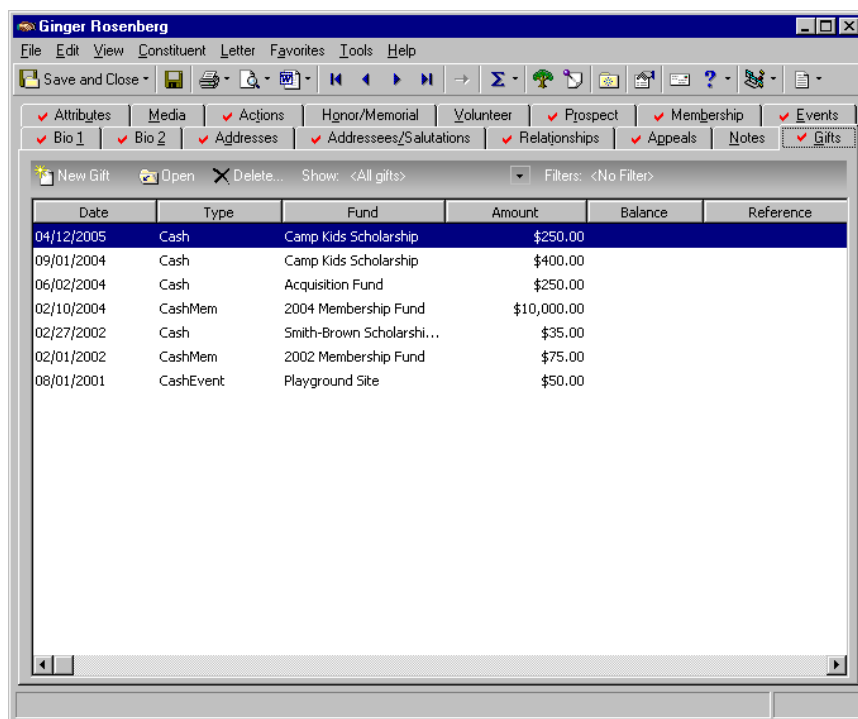 Ginger Rosenberg
File Edit View Constituent Letter Favorites Tools Help
Save and Close
Attributes Media Actions Honor/Memorial Volunteer Prospect Membership Events
Bio 1 Bio 2 Addresses Addressees/Salutations Relationships Appeals Notes Gifts
New Gift Open Delete... Show: <All gifts> Filters: <No Filter>
Date Type Fund Amount Balance Reference
04/12/2005 Cash Camp Kids Scholarship $250.00
09/01/2004 Cash Camp Kids Scholarship $400.00
06/02/2004 Cash Acquisition Fund $250.00
02/10/2004 CashMem 2004 Membership Fund $10,000.00
02/27/2002 Cash Smith-Brown Scholarshi... $35.00
02/01/2002 CashMem 2002 Membership Fund $75.00
08/01/2001 CashEvent Playground Site $50.00